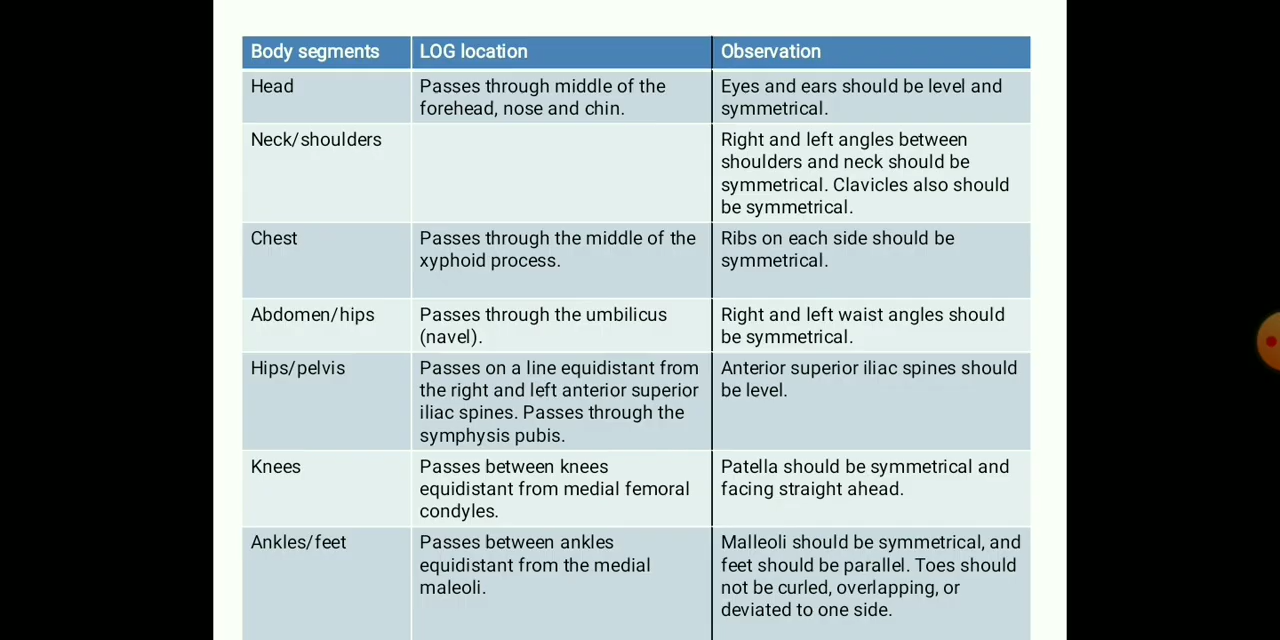 Body segments LOG location Observation
Head
Passes through middle of the
forehead, nose and chin.
Eyes and ears should be level and
symmetrical.
Neck/shoulders
Right and left angles between
shoulders and neck should be
symmetrical. Clavicles also should
be symmetrical.
Chest
Passes through the middle of the
xyphoid process.
Ribs on each side should be
symmetrical.
Abdomen/hips
Passes through the umbilicus
(navel).
Right and left waist angles should
be symmetrical.
Hips/pelvis
Passes on a line equidistant from
the right and left anterior superior
iliac spines. Passes through the
symphysis pubis.
Anterior superior iliac spines should
be level.
Knees
Passes between knees
equidistant from medial femoral
condyles.
Patella should be symmetrical and
facing straight ahead.
Ankles/feet
Passes between ankles
equidistant from the medial
maleoli.
Malleoli should be symmetrical, and
feet should be parallel. Toes should
not be curled, overlapping, or
deviated to one side.